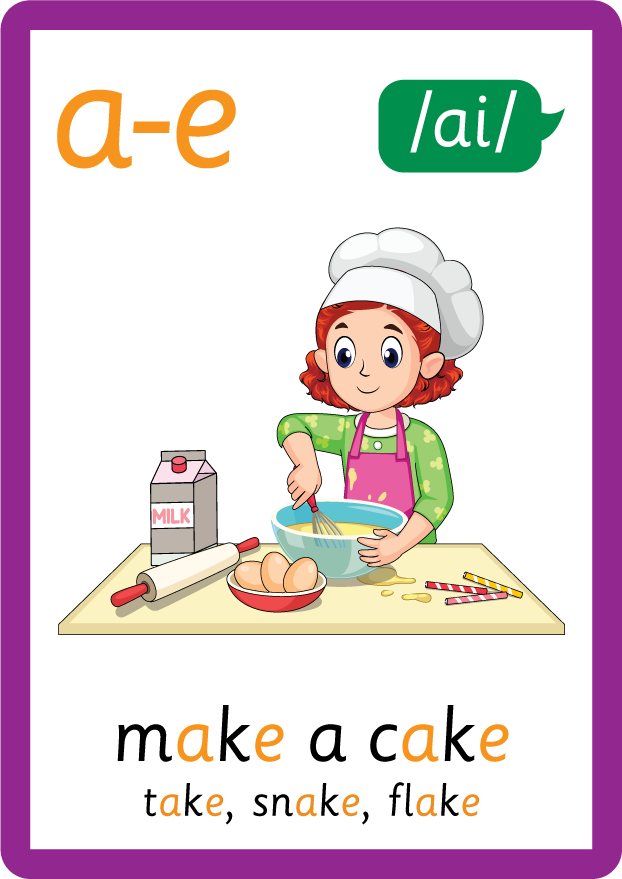 a-e
/ai/
MILK
make a cake
take, snake, flake